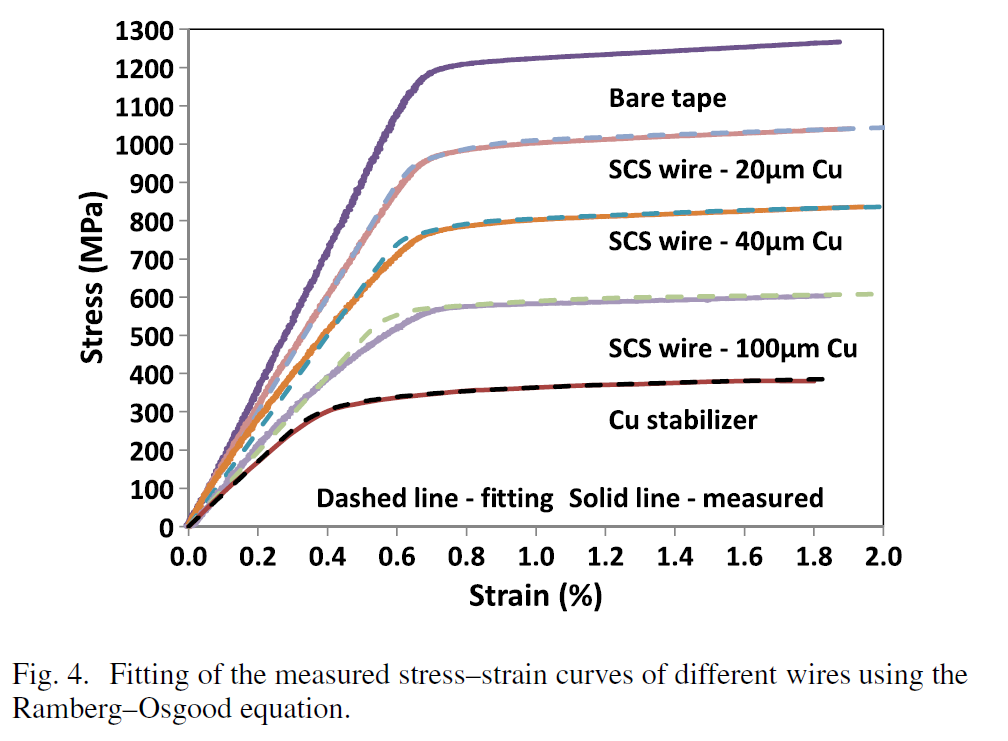 1300
1200
1100
1000
900
800
700
600
500
400
300
200
100
0
Stress (MPa)
Bare tape
SCS wire - 20µm Cu
SCS wire - 40µm Cu
SCS wire - 100µm Cu
Cu stabilizer
Dashed line - fitting Solid line - measured
0.0 0.2 0.4 0.6 0.8 1.0 1.2 1.4 1.6 1.8 2.0
Strain (%)
Fig. 4. Fitting of the measured stress–strain curves of different wires using the
Ramberg–Osgood equation.